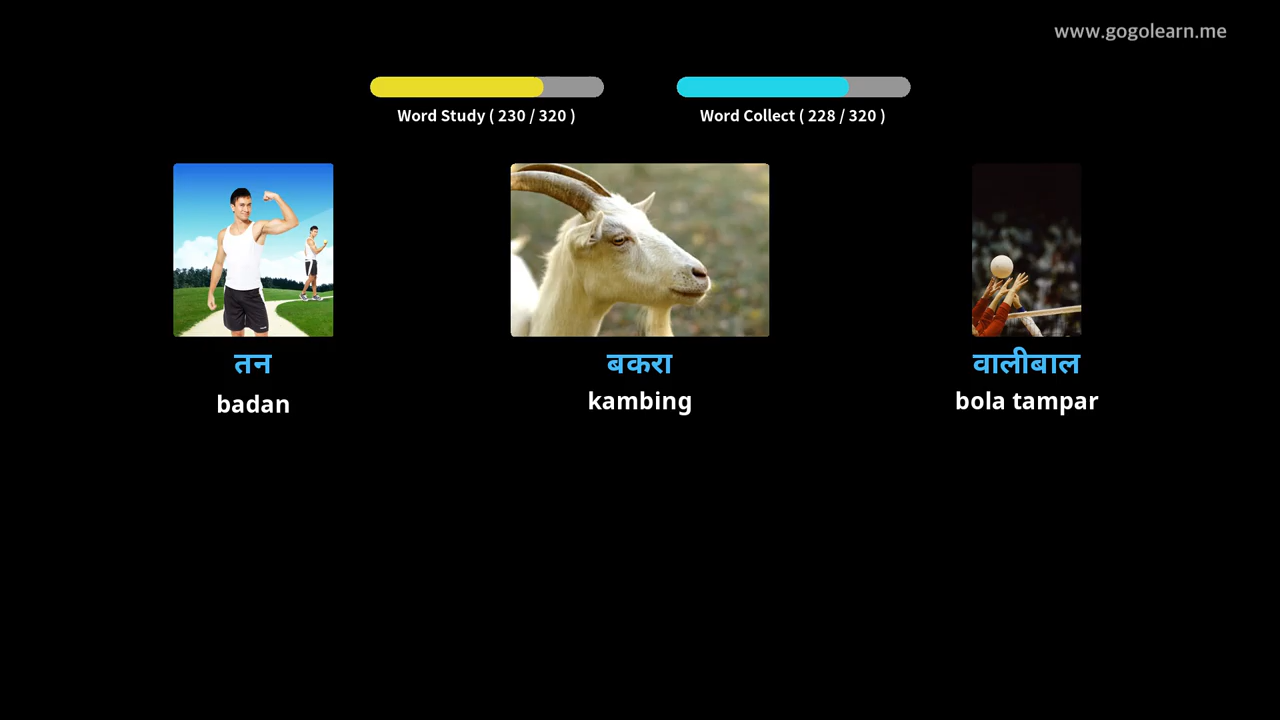 www.gogolearn.me
Word Study ( 230 / 320 )
Word Collect ( 228 / 320 )
तन
बकरा
वालीबाल
badan
kambing
bola tampar